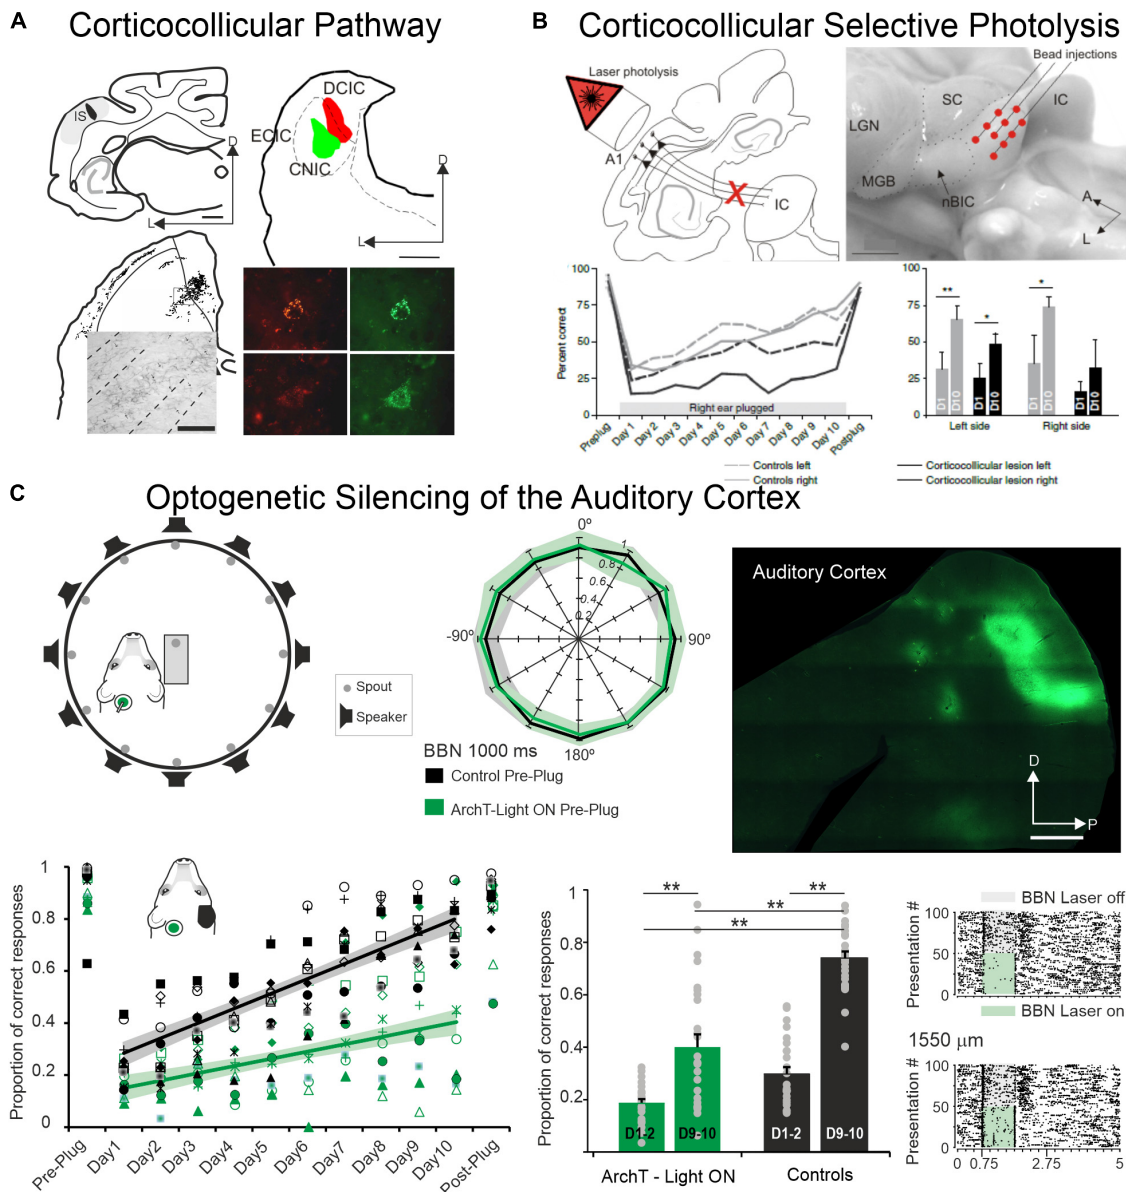 A
Corticocollicular Pathway
IS
D
L
DCIC
ECIC
CNIC
D
L
B
Corticocollicular Selective Photolysis
Laser photolysis
A1
X
IC
Bead injections
SC
IC
LGN
MGB
nBIC
A
L
Percent correct
100
75
50
25
0
Right ear plugged
Preplug
Day 1
Day 2
Day 3
Day 4
Day 5
Day 6
Day 7
Day 8
Day 9
Day 10
Postplug
100
75
50
25
0
** * *
D1 D10 D1 D10 D1 D10 D1 D10
Left side Right side
Controls left
Controls right
Corticocollicular lesion left
Corticocollicular lesion right
C
Optogenetic Silencing of the Auditory Cortex
Spout
Speaker
0º
1
0.8
0.6
0.4
0.2
-90º
90º
180º
BBN 1000 ms
Control Pre-Plug
ArchT-Light ON Pre-Plug
Auditory Cortex
D
P
Proportion of correct responses
1
0.8
0.6
0.4
0.2
0
Pre-Plug
Day1
Day2
Day3
Day4
Day5
Day6
Day7
Day8
Day9
Day10
Post-Plug
Proportion of correct responses
1
0.8
0.6
0.4
0.2
** **
**
**
D1-2 D9-10 D1-2 D9-10
ArchT - Light ON Controls
BBN Laser off
Presentation #
100
50
0
BBN Laser on
1550 µm
Presentation #
100
50
0
0 0.75 2.75 5